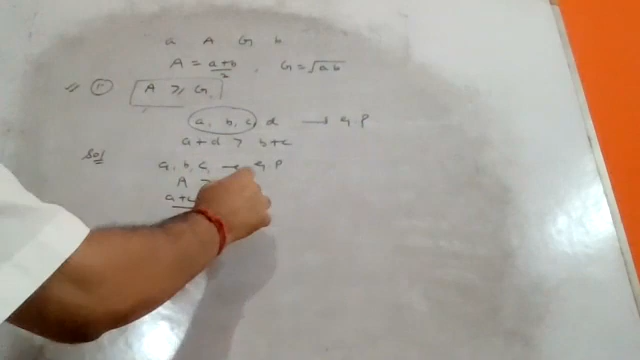 a A G b
A = a+b/2 , G = √ab
" (1) A ≥ G,
a, b, c, d → G.P
a+d > b+c
Sol
a, b, c, → G.P
A
a+c